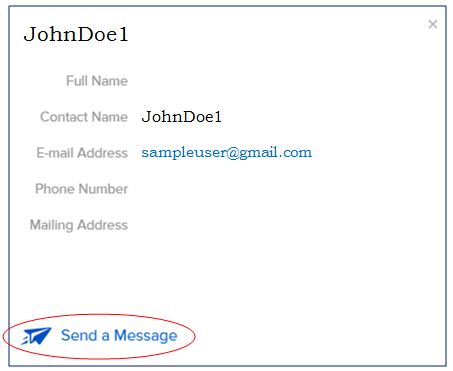 JohnDoe1 ×
Full Name
Contact Name JohnDoe1
E-mail Address sampleuser@gmail.com
Phone Number
Mailing Address
Send a Message